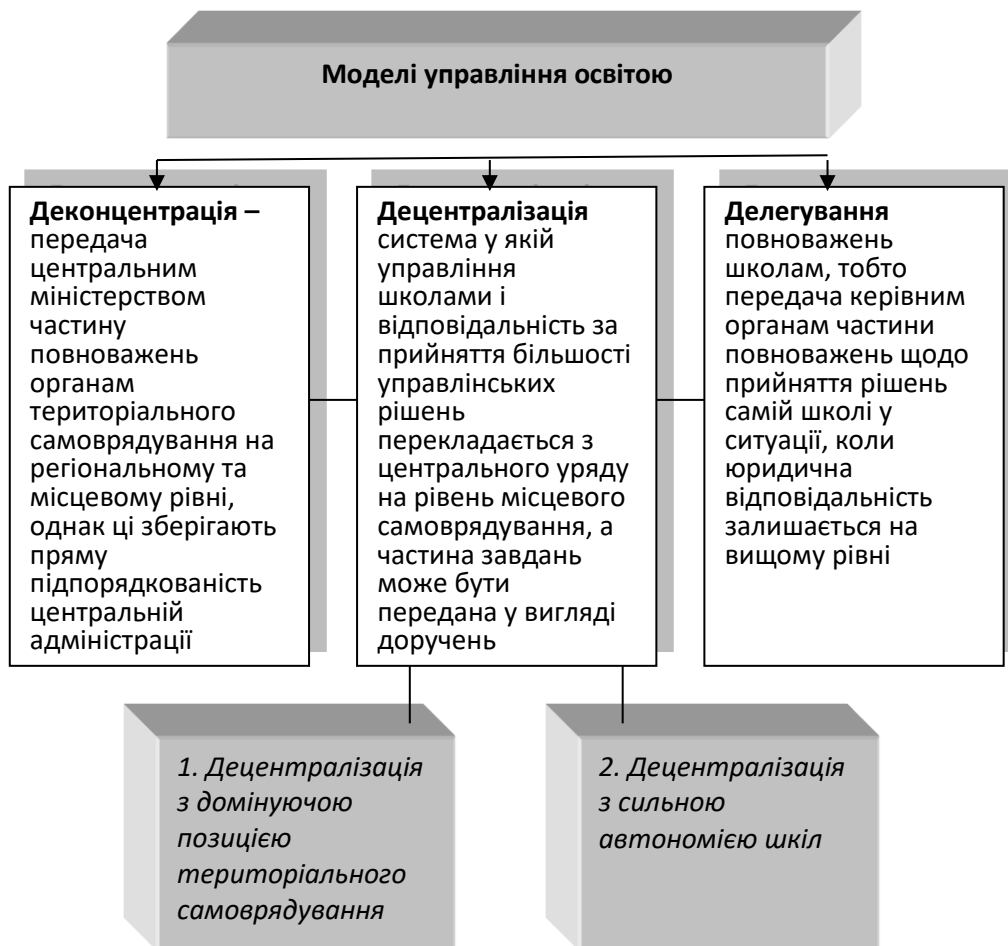 Моделі управління освітою
Деконцентрація –
передача
центральним
міністерством
частину
повноважень
органам
територіального
самоврядування на
регіональному та
місцевому рівні,
однак ці зберігають
пряму
підпорядкованість
центральній
адміністрації
Децентралізація
система у якій
управління
школами і
відповідальність за
прийняття більшості
управлінських
рішень
перекладається з
центрального уряду
на рівень місцевого
самоврядування, а
частина завдань
може бути
передана у вигляді
доручень
Делегування
повноважень
школам, тобто
передача керівним
органам частини
повноважень щодо
прийняття рішень
самій школі у
ситуації, коли
юридична
відповідальність
залишається на
вищому рівні
1. Децентралізація
з домінуючою
позицією
територіального
самоврядування
2. Децентралізація
з сильною
автономією шкіл